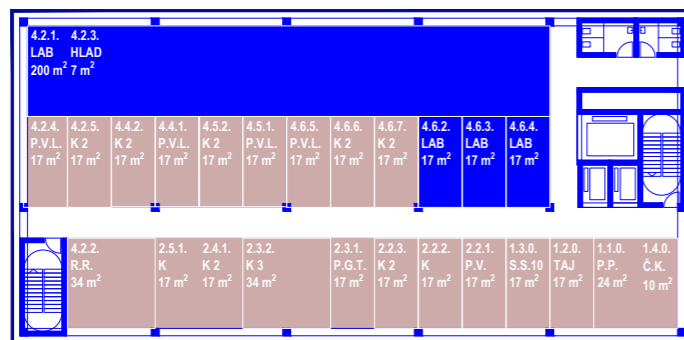 4.2.1. 4.2.3.
LAB HLAD
200 m² 7 m²
4.2.4. 4.2.5. 4.4.2. 4.4.1. 4.5.2. 4.5.1. 4.6.5. 4.6.6. 4.6.7. 4.6.2. 4.6.3. 4.6.4.
P.V.L. K 2 K 2 P.V.L. K 2 P.V.L. P.V.L. K 2 K 2 LAB LAB LAB
17 m² 17 m² 17 m² 17 m² 17 m² 17 m² 17 m² 17 m² 17 m² 17 m² 17 m² 17 m²
4.2.2. 2.5.1. 2.4.1. 2.3.2. 2.3.1. 2.2.3. 2.2.2. 2.2.1. 1.3.0. 1.2.0. 1.1.0. 1.4.0.
R.R. K K 2 K 3 P.G.T. K 2 K P.V. S.S.10 TAJ P.P. Č.K.
34 m² 17 m² 17 m² 34 m² 17 m² 17 m² 17 m² 17 m² 17 m² 17 m² 24 m² 10 m²